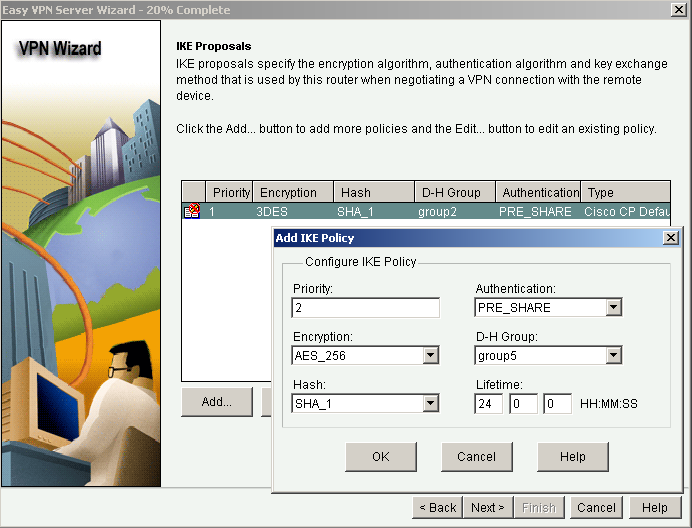 Easy VPN Server Wizard - 20% Complete
VPN Wizard
IKE Proposals
IKE proposals specify the encryption algorithm, authentication algorithm and key exchange
method that is used by this router when negotiating a VPN connection with the remote
device.
Click the Add... button to add more policies and the Edit... button to edit an existing policy.
Priority Encryption Hash D-H Group Authentication Type
1 3DES SHA_1 group2 PRE_SHARE Cisco CP Defau
Add IKE Policy
Configure IKE Policy
Priority: Authentication:
2 PRE_SHARE
Encryption: D-H Group:
AES_256 group5
Hash: Lifetime:
SHA_1 24 0 0 HH:MM:SS
Add...
OK Cancel Help
< Back Next > Finish Cancel Help